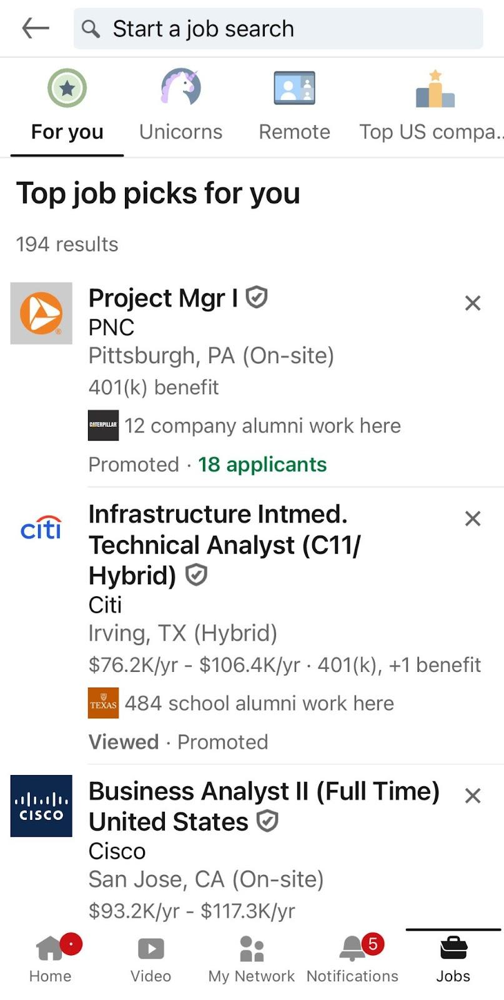 Start a job search
For you
Unicorns
Remote
Top US compa..
Top job picks for you
194 results
Project Mgr I
PNC
Pittsburgh, PA (On-site)
401(k) benefit
CATERPILLAR
12 company alumni work here
Promoted · 18 applicants
citi
Infrastructure Intmed.
Technical Analyst (C11/
Hybrid)
Citi
Irving, TX (Hybrid)
$76.2K/yr - $106.4K/yr · 401(k), +1 benefit
TEXAS
484 school alumni work here
Viewed · Promoted
CISCO
Business Analyst II (Full Time)
United States
Cisco
San Jose, CA (On-site)
$93.2K/yr - $117.3K/yr
5
Home
Video
My Network
Notifications
Jobs